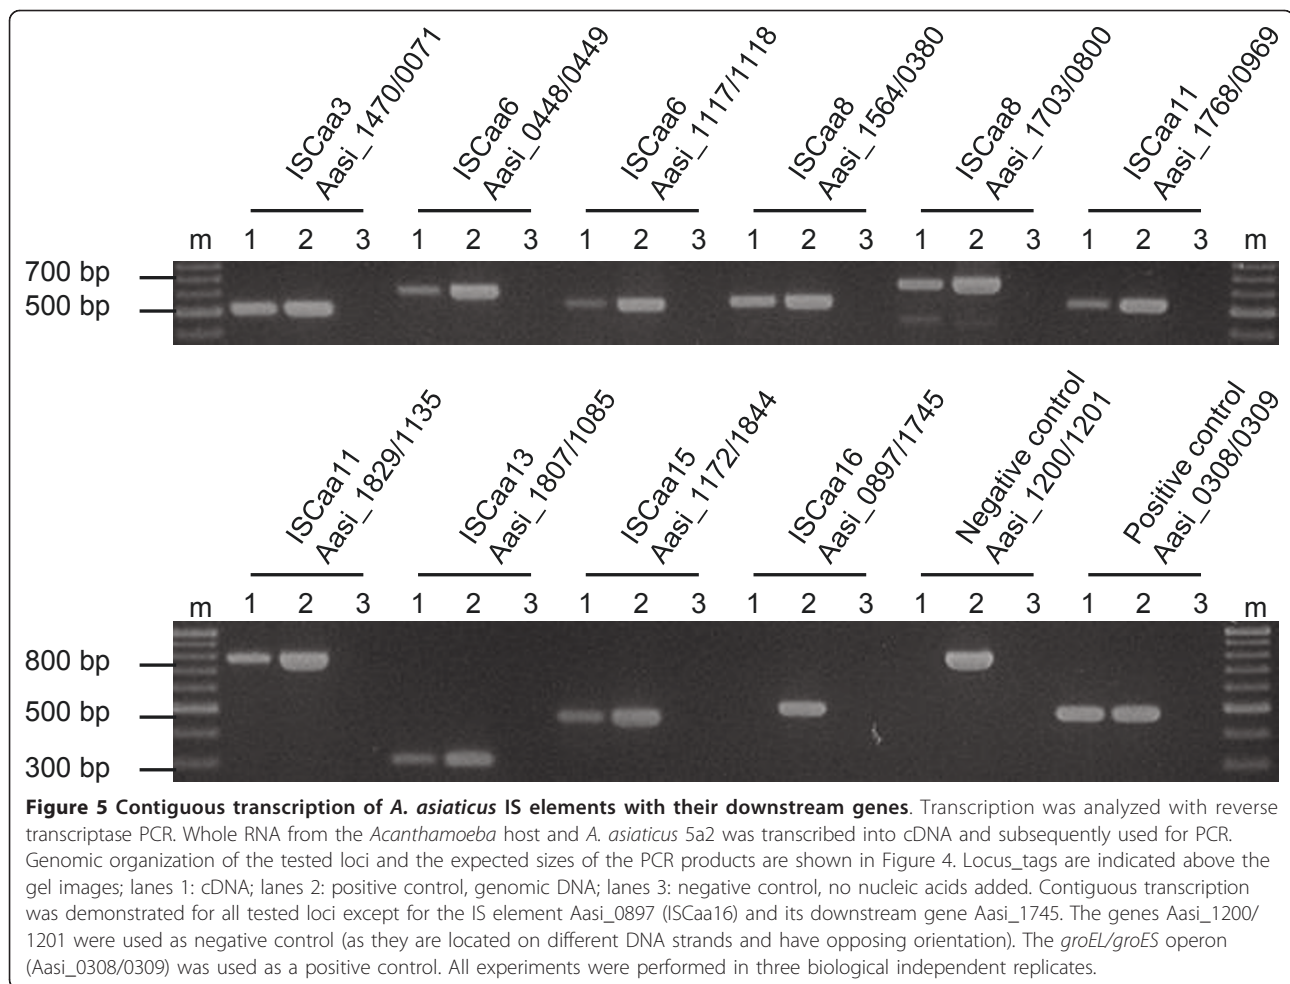 ISCaa3
Aasi_1470/0071
ISCaa6
Aasi_0448/0449
ISCaa6
Aasi_1117/1118
ISCaa8
Aasi_1564/0380
ISCaa8
Aasi_1703/0800
ISCaa11
Aasi_1768/0969
m 1 2 3 1 2 3 1 2 3 1 2 3 1 2 3 1 2 3 m
700 bp
500 bp
ISCaa11
Aasi_1829/1135
ISCaa13
Aasi_1807/1085
ISCaa15
Aasi_1172/1844
ISCaa16
Aasi_0897/1745
Negative control
Aasi_1200/1201
Positive control
Aasi_0308/0309
m 1 2 3 1 2 3 1 2 3 1 2 3 1 2 3 1 2 3 m
800 bp
500 bp
300 bp
Figure 5 Contiguous transcription of A. asiaticus IS elements with their downstream genes. Transcription was analyzed with reverse
transcriptase PCR. Whole RNA from the Acanthamoeba host and A. asiaticus 5a2 was transcribed into cDNA and subsequently used for PCR.
Genomic organization of the tested loci and the expected sizes of the PCR products are shown in Figure 4. Locus_tags are indicated above the
gel images; lanes 1: cDNA; lanes 2: positive control, genomic DNA; lanes 3: negative control, no nucleic acids added. Contiguous transcription
was demonstrated for all tested loci except for the IS element Aasi_0897 (ISCaa16) and its downstream gene Aasi_1745. The genes Aasi_1200/
1201 were used as negative control (as they are located on different DNA strands and have opposing orientation). The groEL/groES operon
(Aasi_0308/0309) was used as a positive control. All experiments were performed in three biological independent replicates.